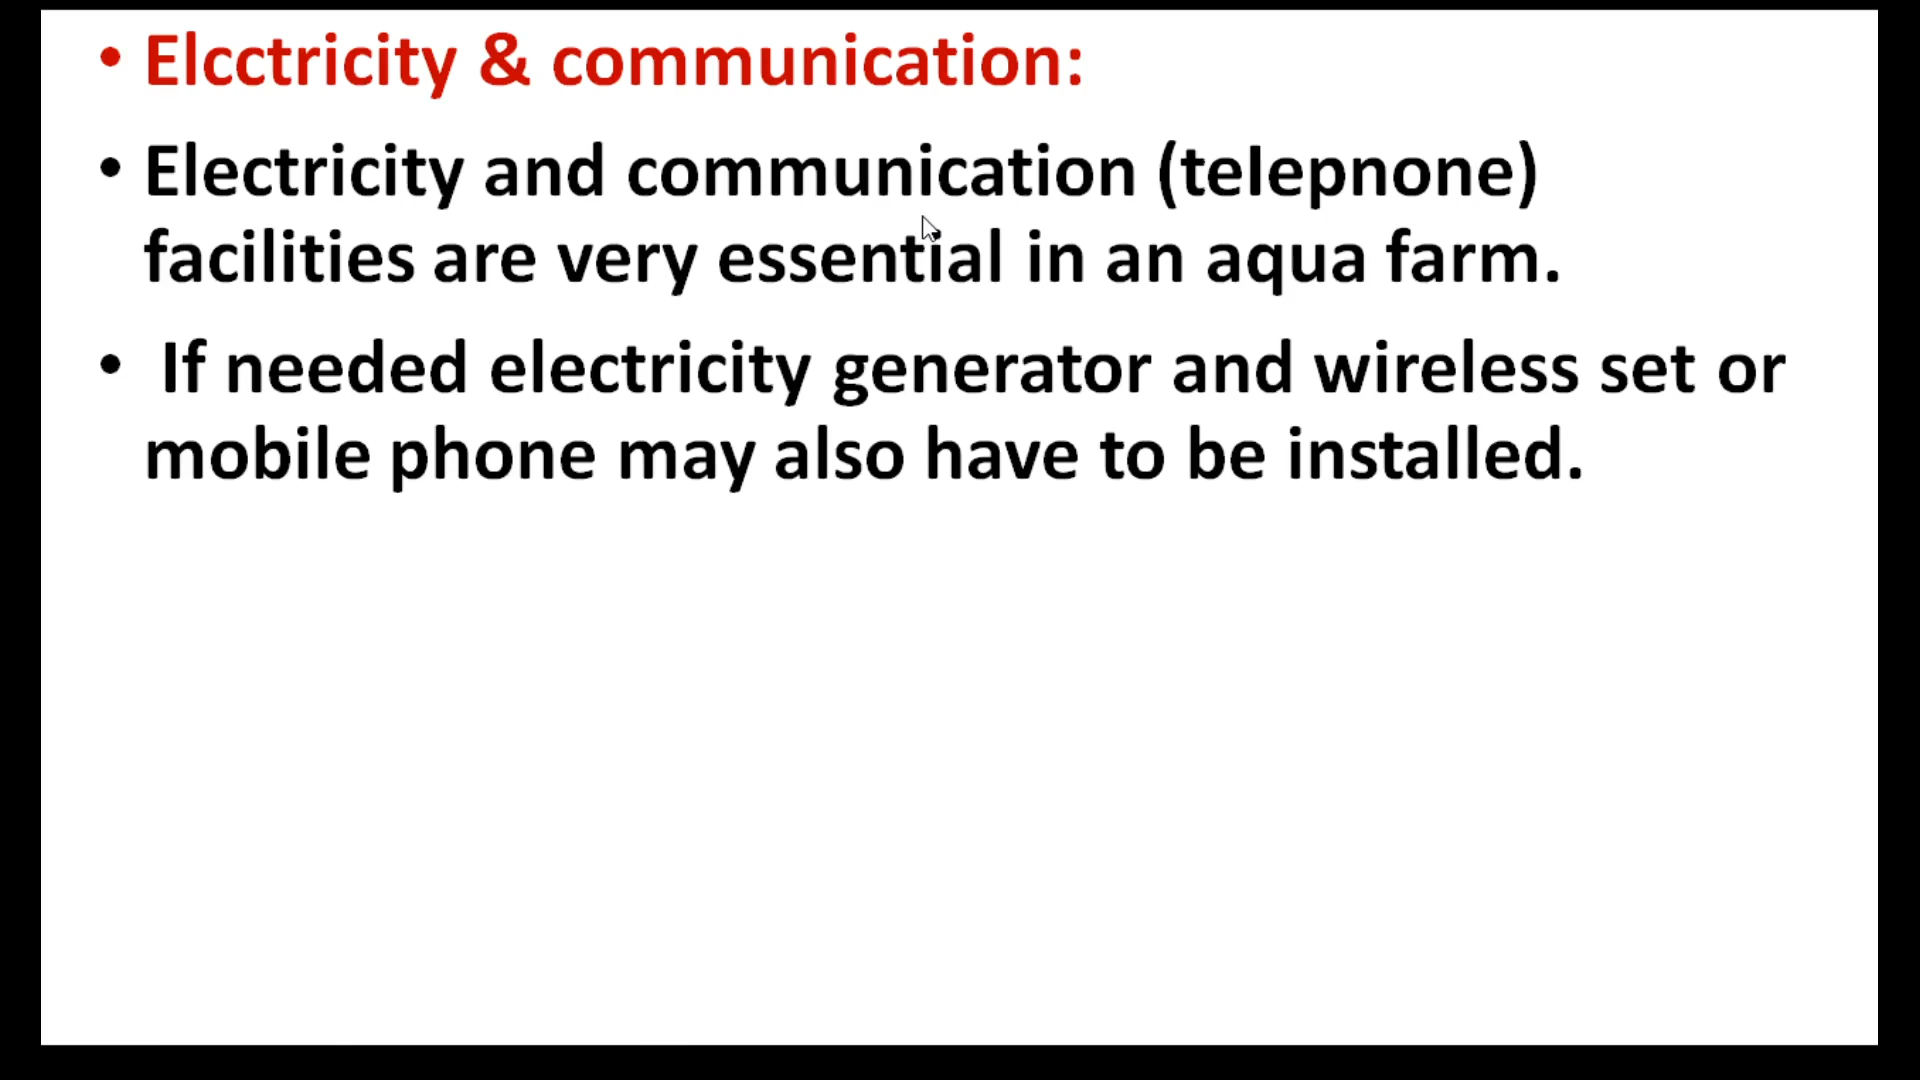 • Elcctricity & communication:
• Electricity and communication (telepnone)
facilities are very essential in an aqua farm.
• If needed electricity generator and wireless set or
mobile phone may also have to be installed.